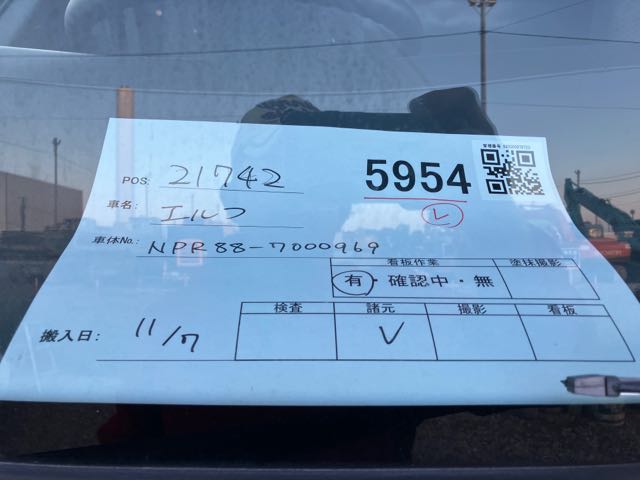 POS: 21742
5954
車名: エルフ
レ
車体No.: NPR88-7000969
看板作業 塗抹撮影
有・確認中・無
搬入日: 11/7
検査 諸元 撮影 看板
V